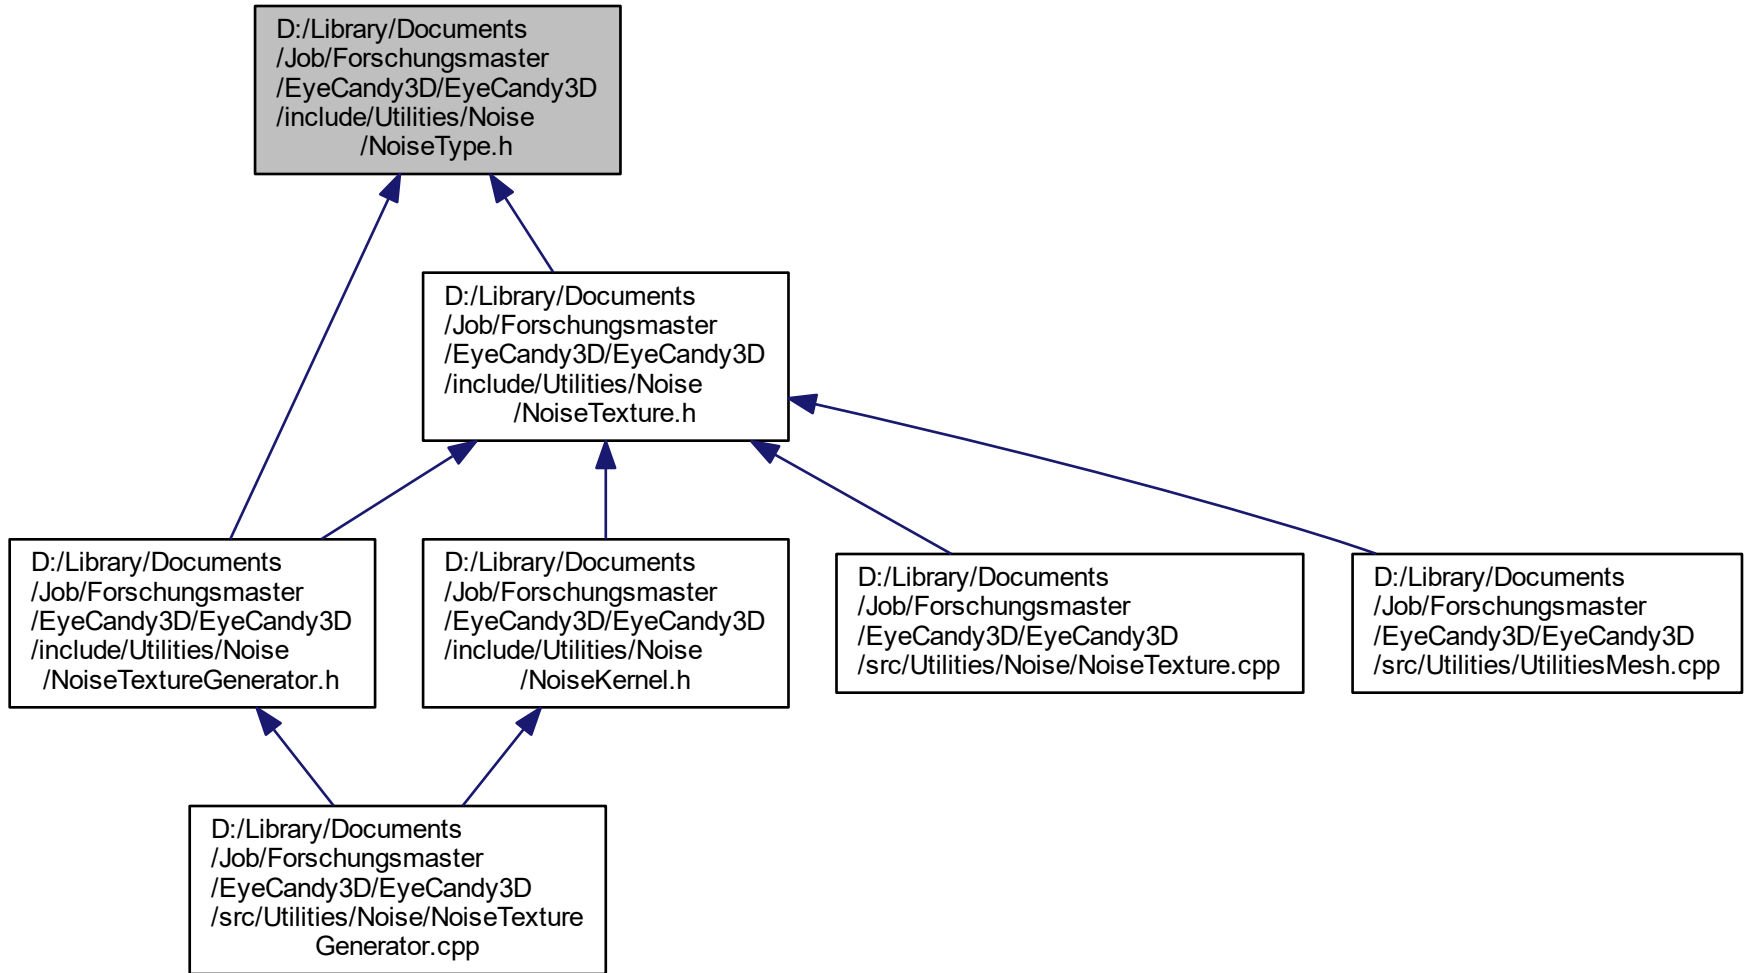 D:/Library/Documents
/Job/Forschungsmaster
/EyeCandy3D/EyeCandy3D
/include/Utilities/Noise
/NoiseType.h
D:/Library/Documents
/Job/Forschungsmaster
/EyeCandy3D/EyeCandy3D
/include/Utilities/Noise
/NoiseTexture.h
D:/Library/Documents
/Job/Forschungsmaster
/EyeCandy3D/EyeCandy3D
/include/Utilities/Noise
/NoiseTextureGenerator.h
D:/Library/Documents
/Job/Forschungsmaster
/EyeCandy3D/EyeCandy3D
/include/Utilities/Noise
/NoiseKernel.h
D:/Library/Documents
/Job/Forschungsmaster
/EyeCandy3D/EyeCandy3D
/src/Utilities/Noise/NoiseTexture.cpp
D:/Library/Documents
/Job/Forschungsmaster
/EyeCandy3D/EyeCandy3D
/src/Utilities/UtilitiesMesh.cpp
D:/Library/Documents
/Job/Forschungsmaster
/EyeCandy3D/EyeCandy3D
/src/Utilities/Noise/NoiseTexture
Generator.cpp